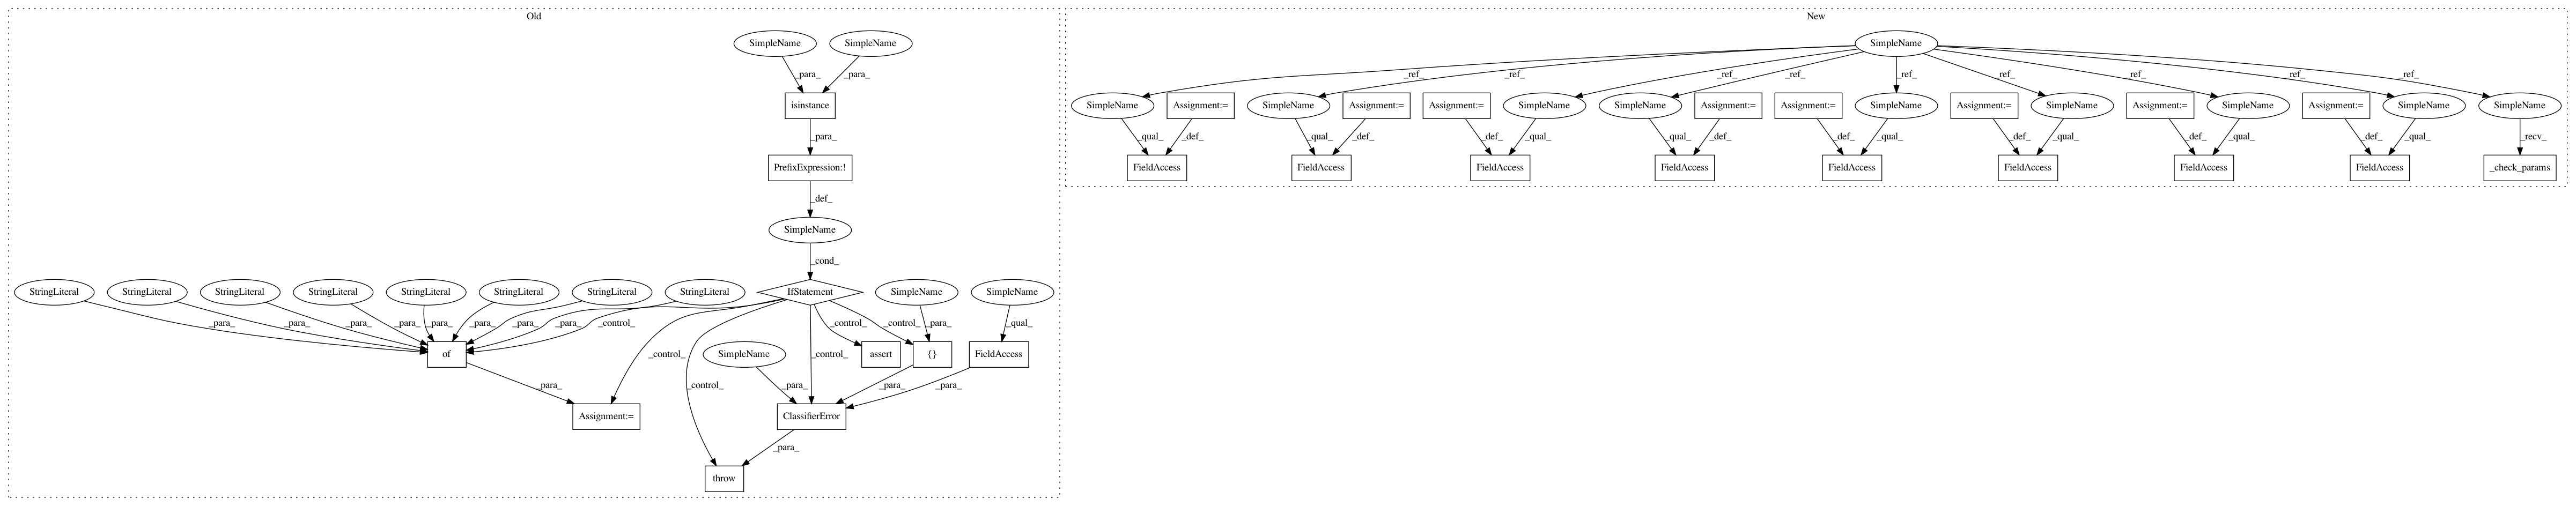 Old
New
SimpleName SimpleName SimpleName
_para_ _para_ _ref_ _ref_ _ref_ _ref_ _ref_ _ref_ _ref_ _ref_ _ref_
isinstance SimpleName Assignment:= SimpleName Assignment:= Assignment:= SimpleName SimpleName Assignment:= Assignment:= SimpleName Assignment:= SimpleName Assignment:= SimpleName Assignment:= SimpleName SimpleName
_para_ _qual_ _def_ _qual_ _def_ _def_ _qual_ _qual_ _def_ _def_ _qual_ _def_ _qual_ _def_ _qual_ _def_ _qual_ _recv_
PrefixExpression:! FieldAccess FieldAccess FieldAccess FieldAccess FieldAccess FieldAccess FieldAccess FieldAccess _check_params
_def_
SimpleName
_cond_
StringLiteral StringLiteral StringLiteral StringLiteral StringLiteral StringLiteral StringLiteral StringLiteral IfStatement SimpleName SimpleName
_para_ _para_ _para_ _para_ _para_ _para_ _para_ _para_ _control_ _control_ _control_ _para_ _qual_
of _control_ SimpleName _control_ assert {} FieldAccess
_para_ _control_ _para_ _para_ _para_
Assignment:= ClassifierError
_para_
throw